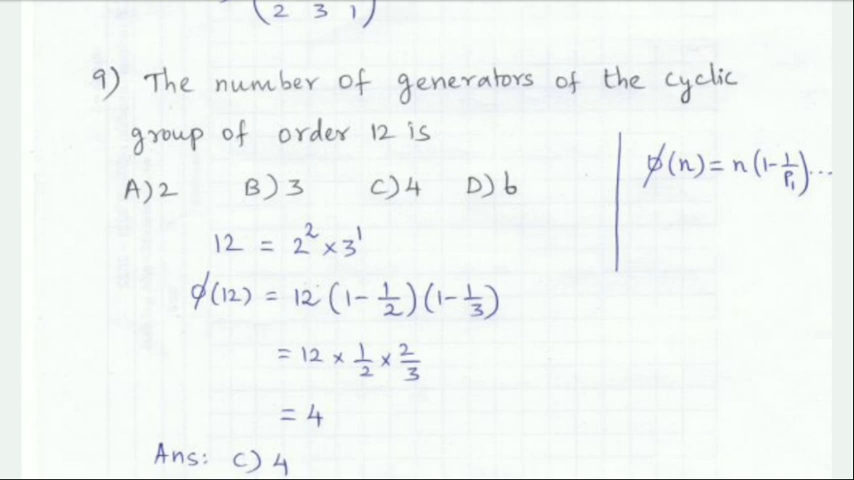 (2 3 1)
9) The number of generators of the cyclic
group of order 12 is
A) 2 B) 3 C) 4 D) 6
ϕ(n) = n(1-1/P₁)...
12 = 2² × 3¹
ϕ(12) = 12 (1-1/2)(1-1/3)
= 12 × 1/2 × 2/3
= 4
Ans: C) 4